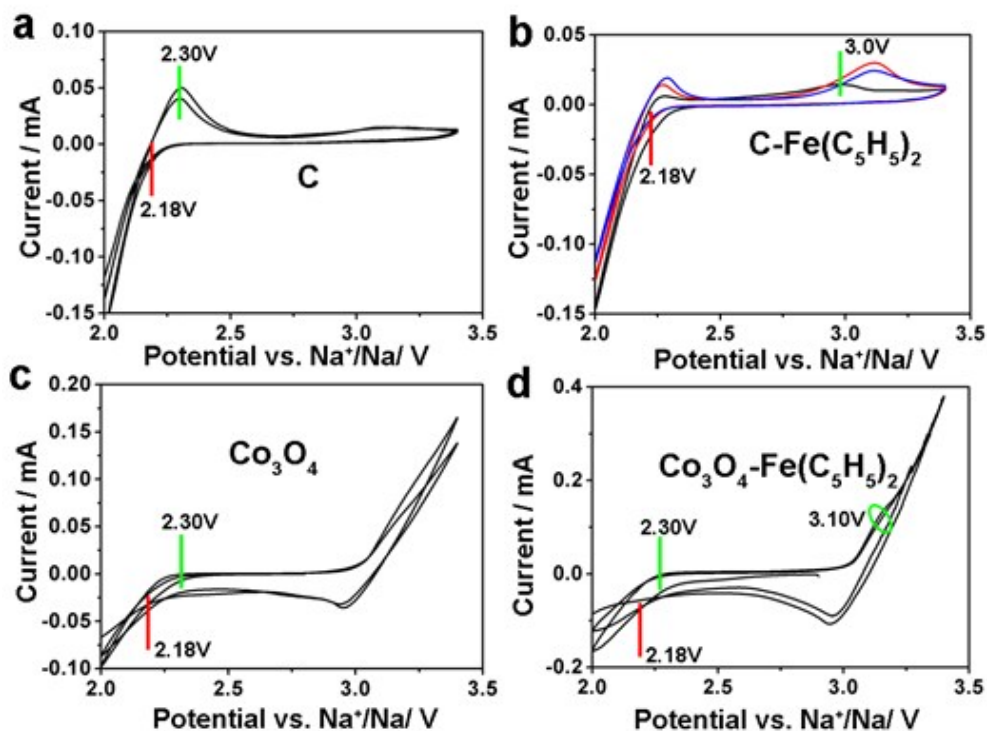 a
0.10
0.05
0.00
-0.05
-0.10
-0.15
Current / mA
2.30V
2.18V
C
2.0
2.5
3.0
3.5
Potential vs. Na⁺/Na/ V
b
0.05
0.00
-0.05
-0.10
-0.15
Current / mA
3.0V
2.18V
C-Fe(C₅H₅)₂
2.0
2.5
3.0
3.5
Potential vs. Na⁺/Na/ V
c
0.20
0.15
0.10
0.05
0.00
-0.05
-0.10
Current / mA
Co₃O₄
2.30V
2.18V
2.0
2.5
3.0
3.5
Potential vs. Na⁺/Na/ V
d
0.4
0.2
0.0
-0.2
Current / mA
Co₃O₄-Fe(C₅H₅)₂
3.10V
2.30V
2.18V
2.0
2.5
3.0
3.5
Potential vs. Na⁺/Na/ V